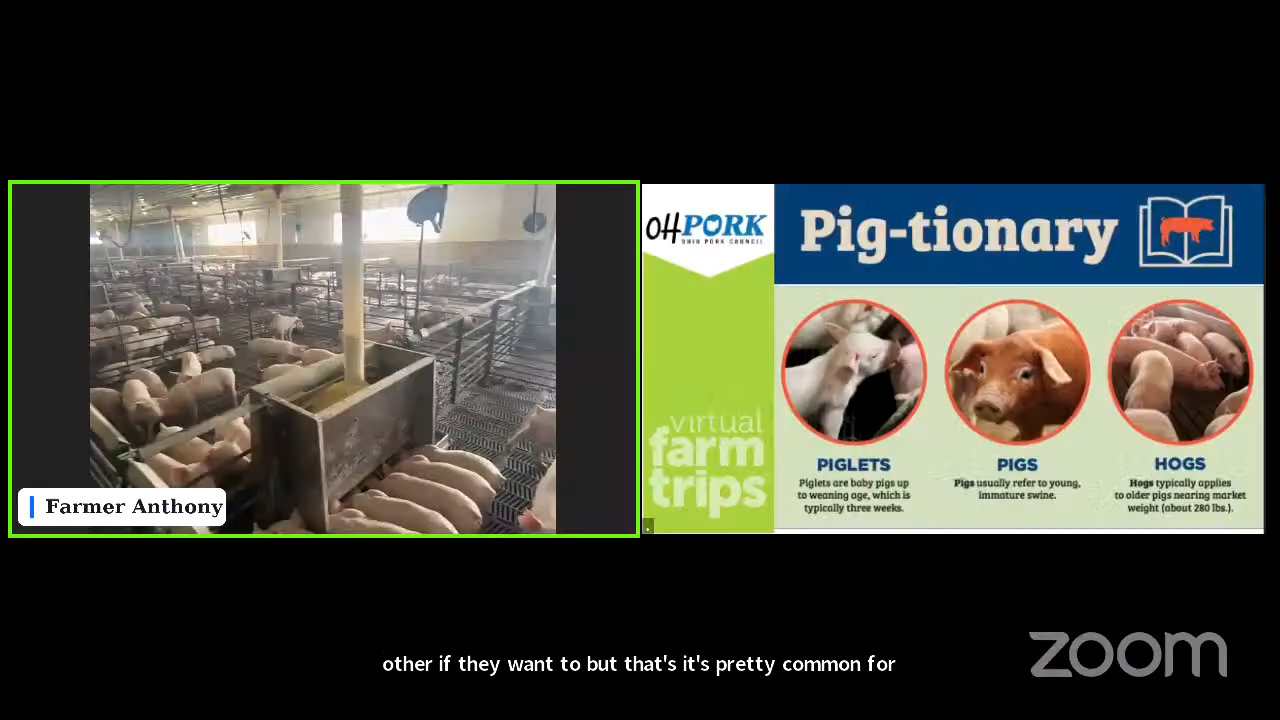 Farmer Anthony
OHPORK
OHIO PORK COUNCIL
virtual
farm
trips
Pig-tionary
PIGLETS
Piglets are baby pigs up
to weaning age, which is
typically three weeks.
PIGS
Pigs usually refer to young,
immature swine.
HOGS
Hogs typically applies
to older pigs nearing market
weight (about 280 lbs.).
other if they want to but that's it's pretty common for
zoom